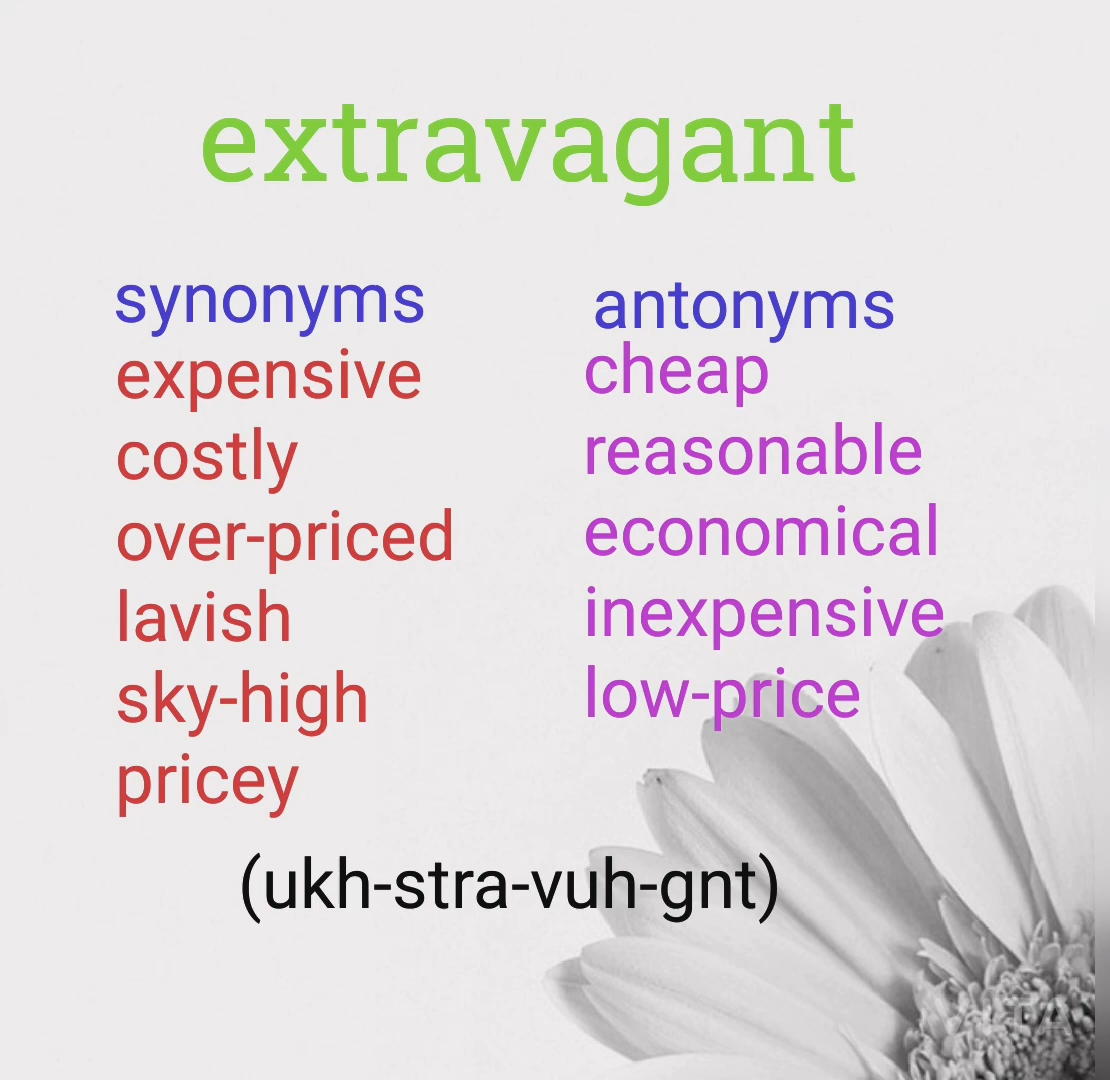 extravagant
synonyms
expensive
costly
over-priced
lavish
sky-high
pricey
antonyms
cheap
reasonable
economical
inexpensive
low-price
(ukh-stra-vuh-gnt)